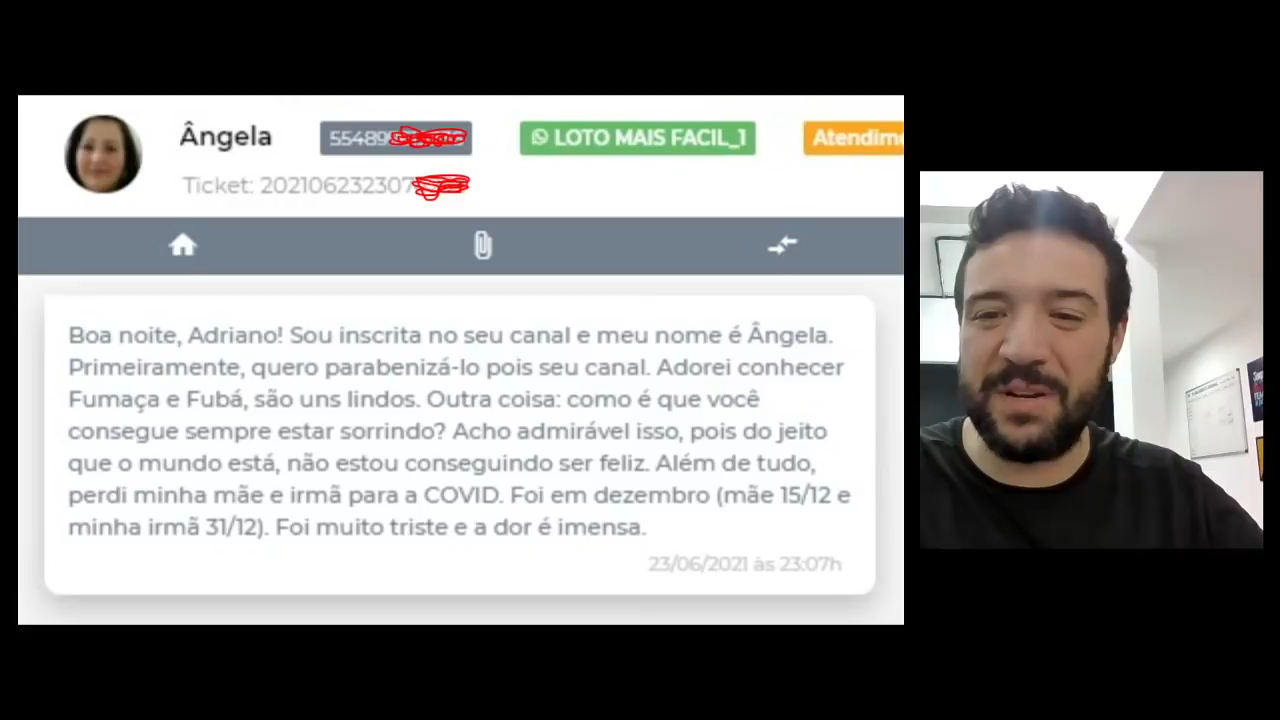 Ângela
55489
LOTO MAIS FACIL_1
Atendime
Ticket: 202106232307
Boa noite, Adriano! Sou inscrita no seu canal e meu nome é Ângela.
Primeiramente, quero parabenizá-lo pois seu canal. Adorei conhecer
Fumaça e Fubá, são uns lindos. Outra coisa: como é que você
consegue sempre estar sorrindo? Acho admirável isso, pois do jeito
que o mundo está, não estou conseguindo ser feliz. Além de tudo,
perdi minha mãe e irmã para a COVID. Foi em dezembro (mãe 15/12 e
minha irmã 31/12). Foi muito triste e a dor é imensa.
23/06/2021 às 23:07h